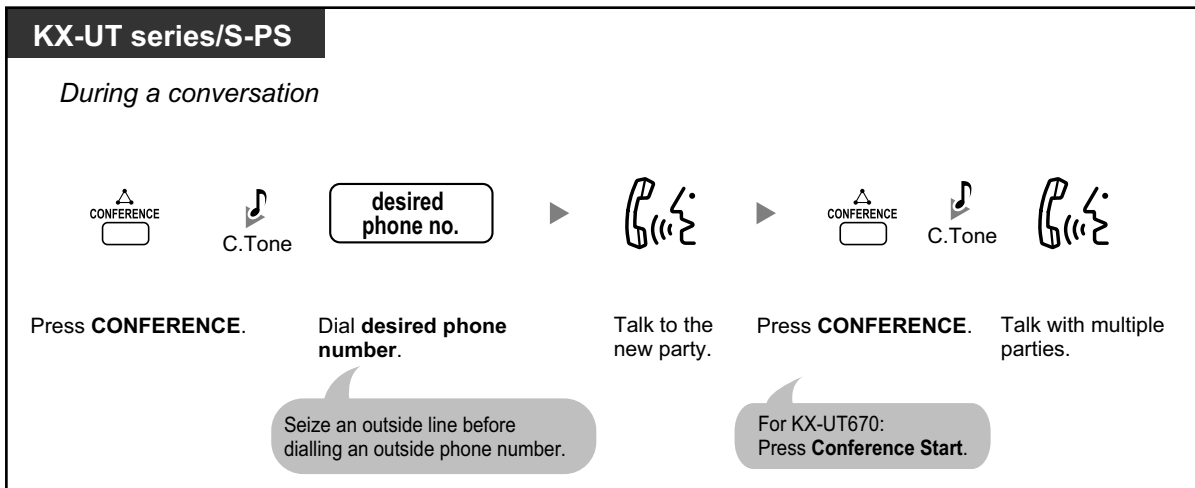 KX-UT series/S-PS
During a conversation
CONFERENCE
C.Tone
desired
phone no.
CONFERENCE
C.Tone
Press CONFERENCE.
Dial desired phone
number.
Talk to the
new party.
Press CONFERENCE.
Talk with multiple
parties.
Seize an outside line before
dialling an outside phone number.
For KX-UT670:
Press Conference Start.